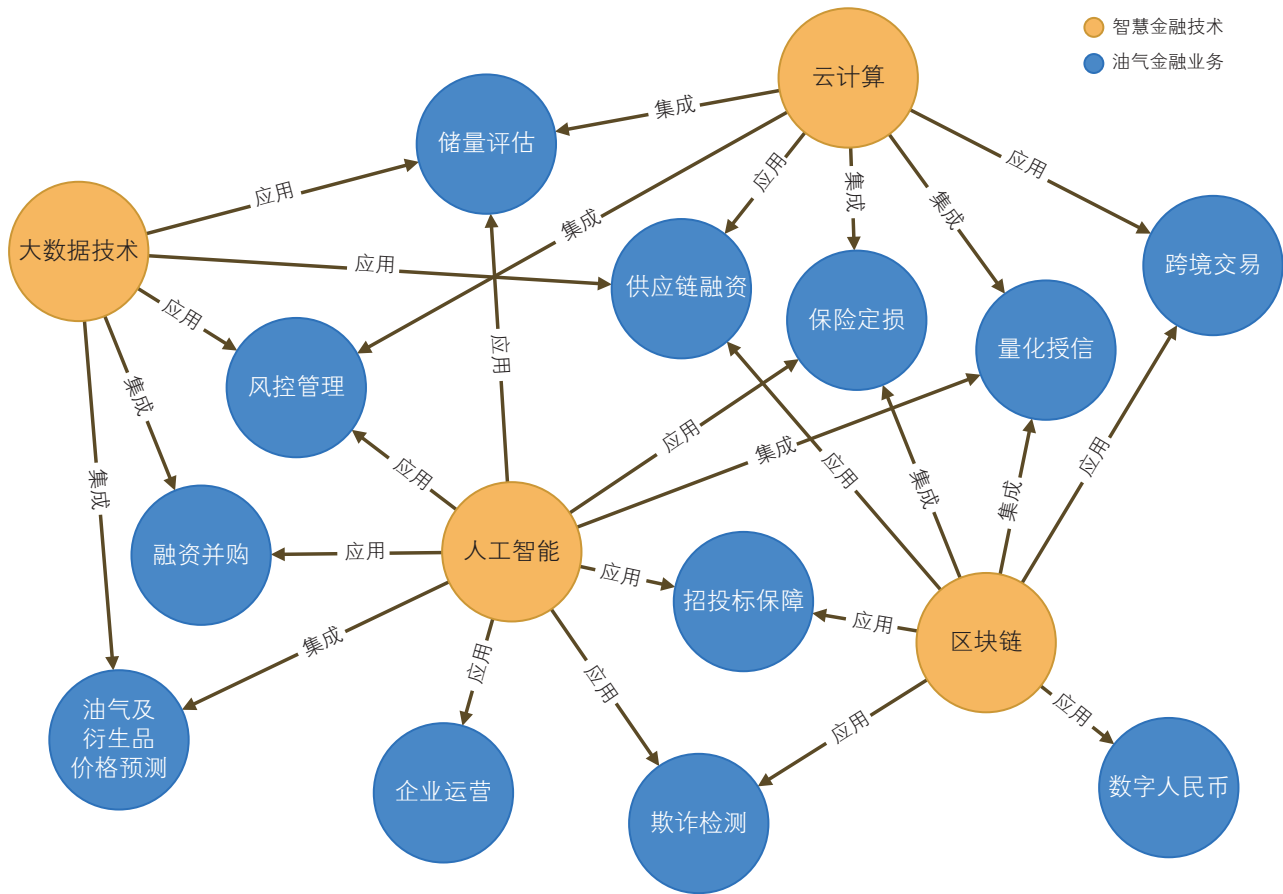 智慧金融技术
油气金融业务
云计算
集成
储量评估
应用
应用
集成
集成
应用
应用
集成
大数据技术
应用
供应链融资
保险定损
跨境交易
量化授信
应用
应用
风控管理
集成
应用
集成
应用
应用
集成
应用
集成
集成
融资并购
应用
人工智能
应用
招投标保障
应用
区块链
集成
应用
应用
应用
应用
油气及
衍生品
价格预测
企业运营
欺诈检测
数字人民币